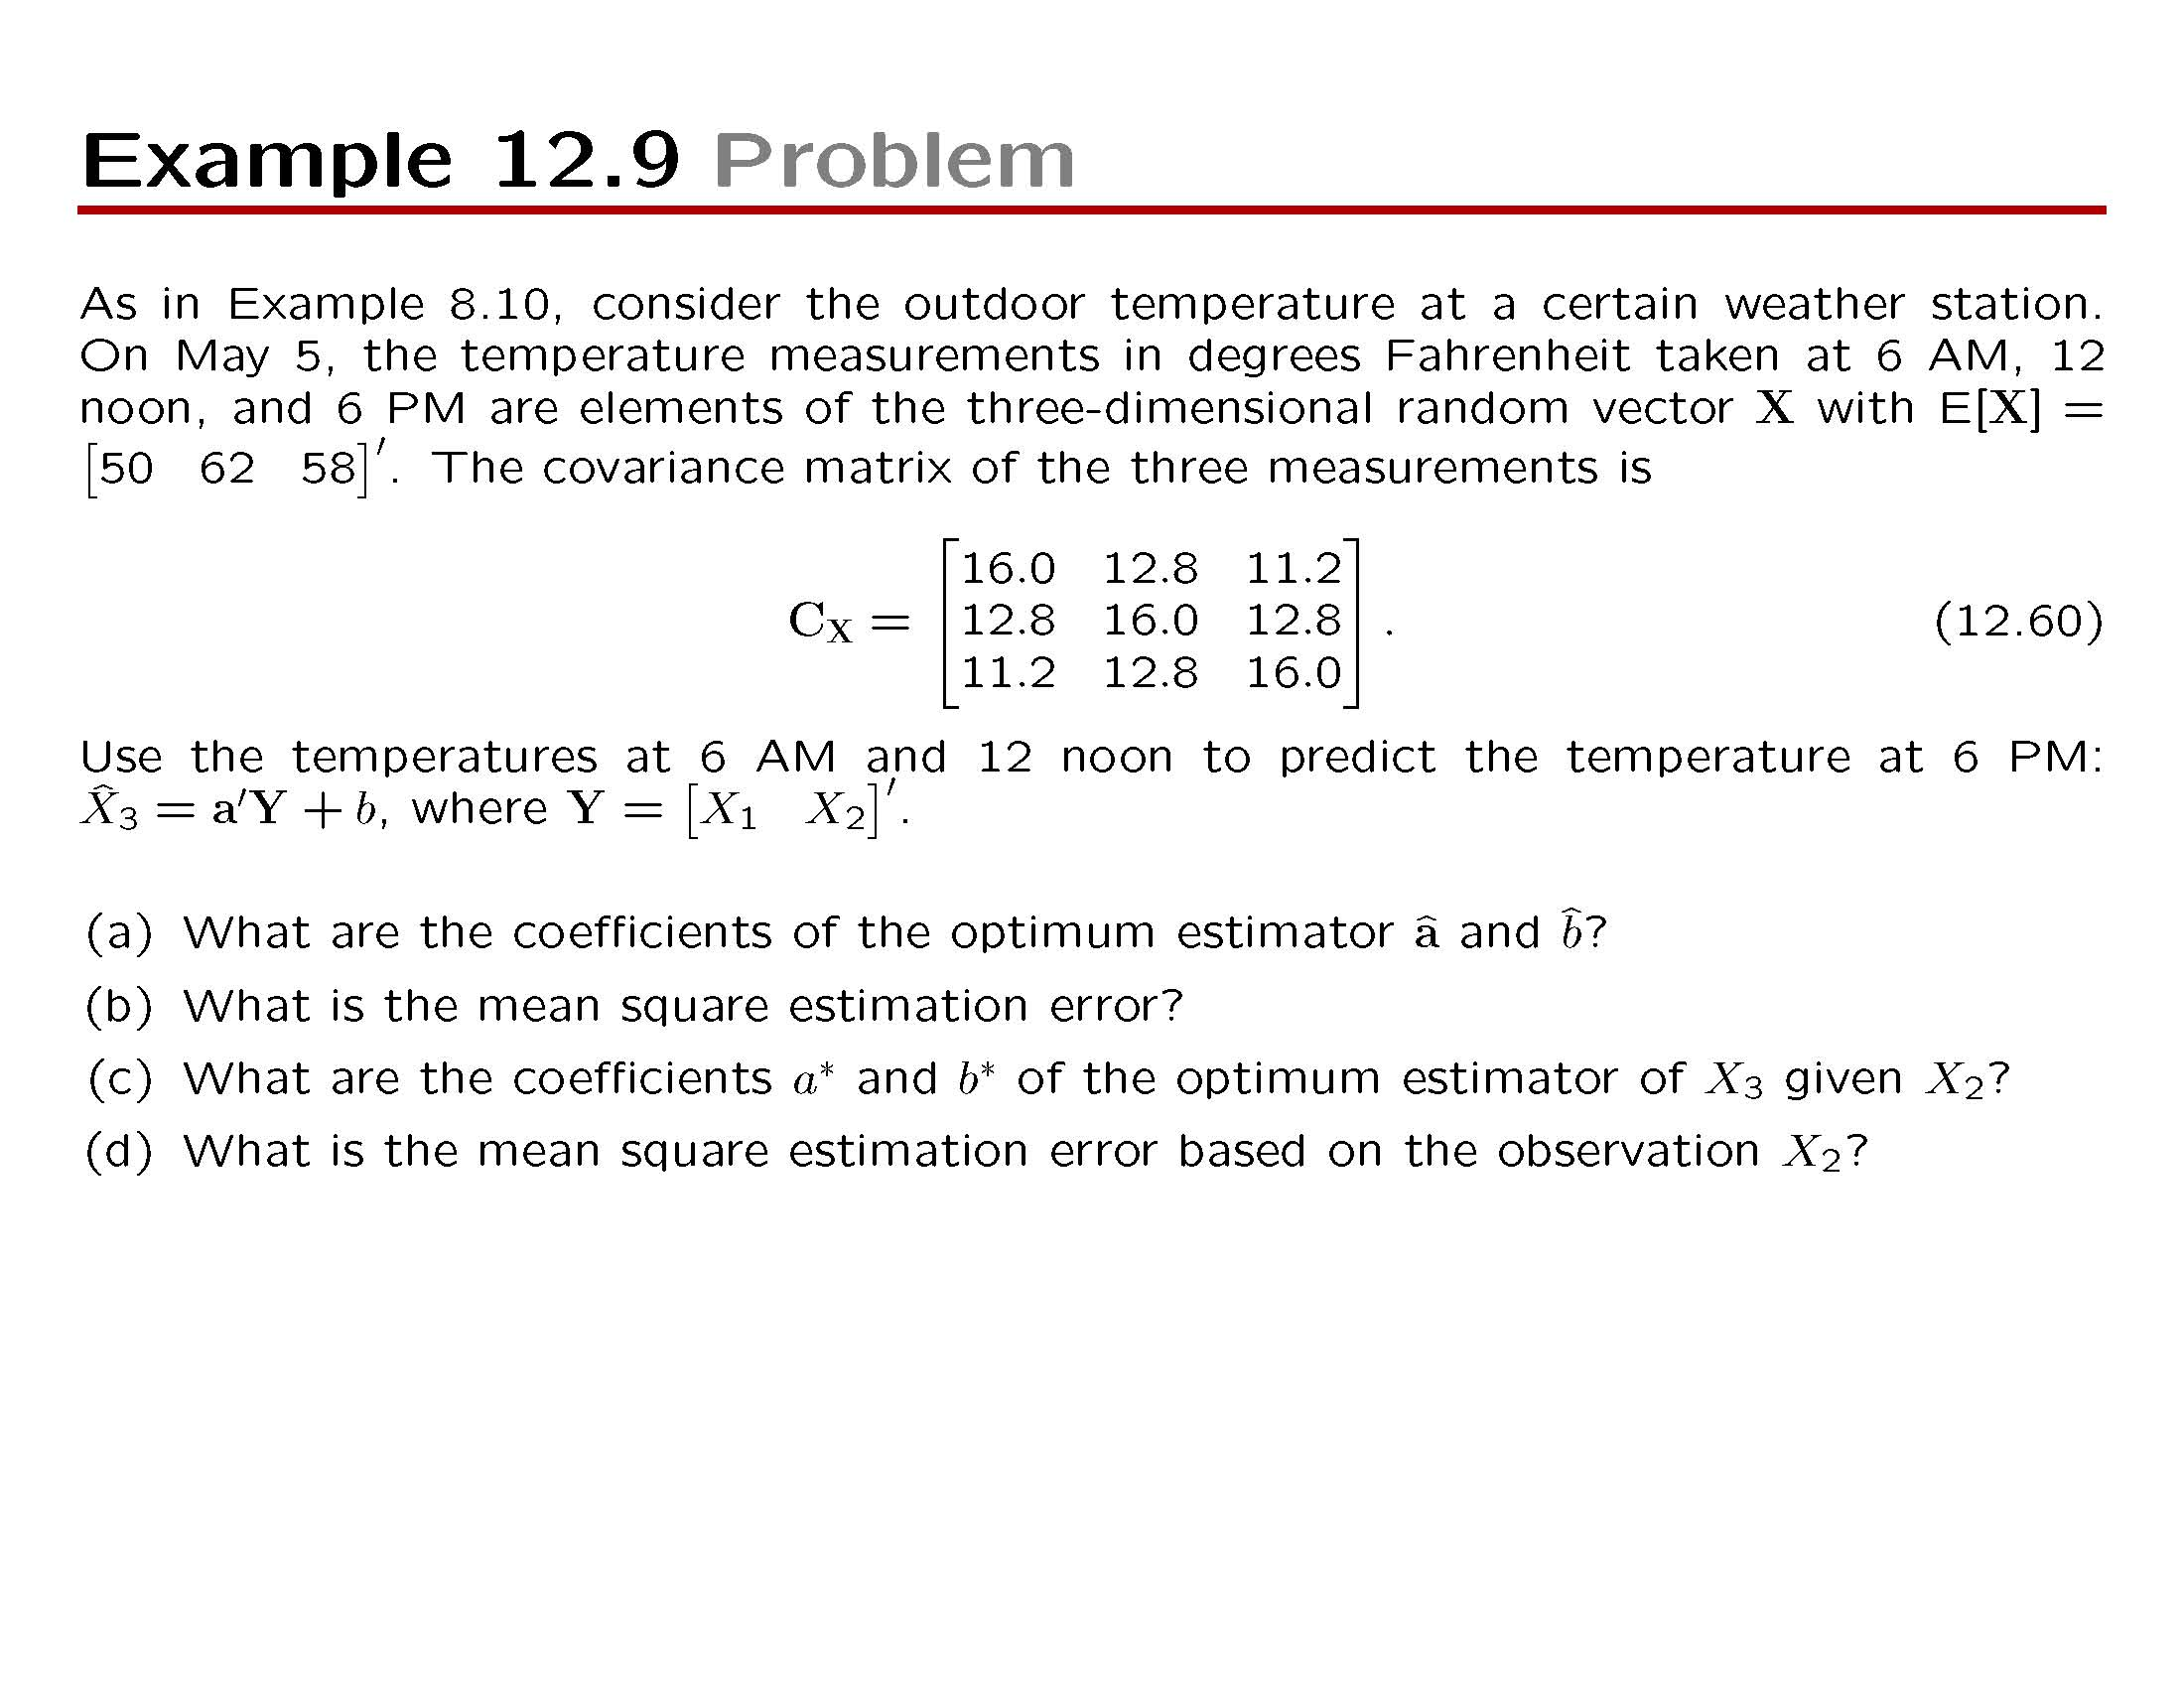 Example 12.9 Problem
As in Example 8.10, consider the outdoor temperature at a certain weather station.
On May 5, the temperature measurements in degrees Fahrenheit taken at 6 AM, 12
noon, and 6 PM are elements of the three-dimensional random vector X with E[X] =
[50 62 58]′. The covariance matrix of the three measurements is
C_X = [16.0 12.8 11.2
12.8 16.0 12.8
11.2 12.8 16.0] . (12.60)
Use the temperatures at 6 AM and 12 noon to predict the temperature at 6 PM:
X̂₃ = a′Y + b, where Y = [X₁ X₂]′.
(a) What are the coefficients of the optimum estimator â and b̂?
(b) What is the mean square estimation error?
(c) What are the coefficients a* and b* of the optimum estimator of X₃ given X₂?
(d) What is the mean square estimation error based on the observation X₂?